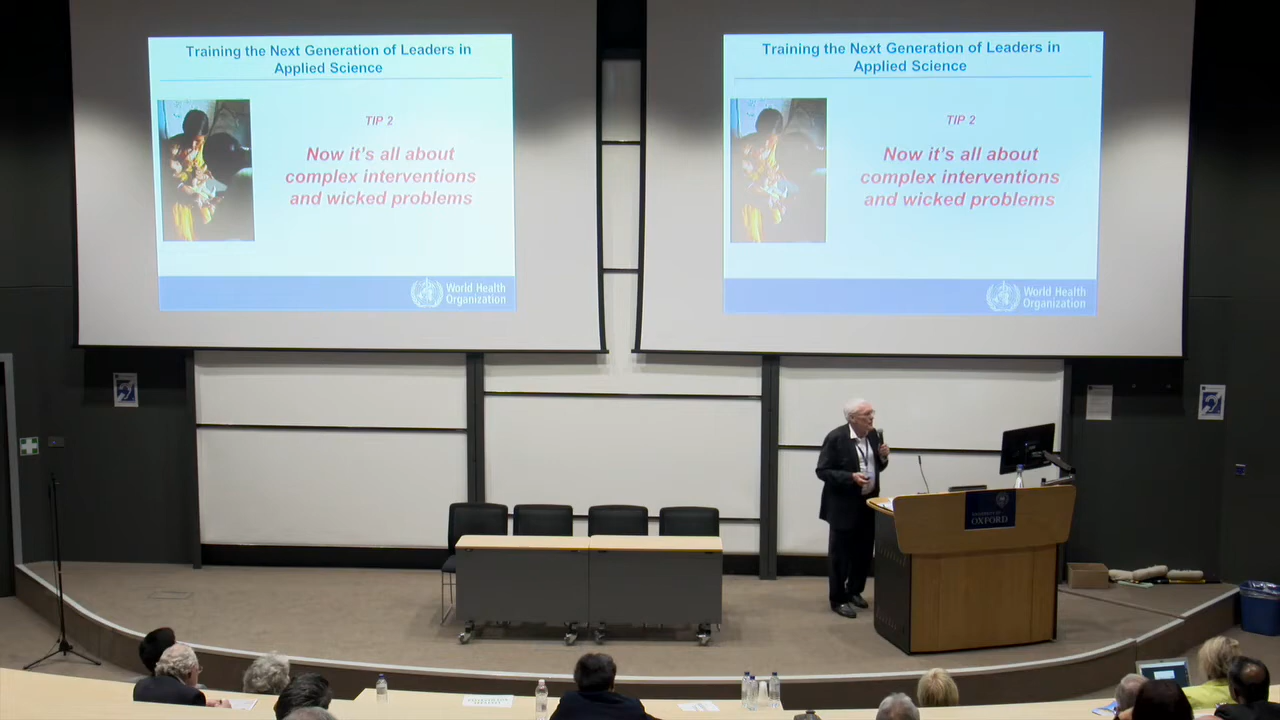 Training the Next Generation of Leaders in
Applied Science
TIP 2
Now it's all about
complex interventions
and wicked problems
World Health
Organization
Training the Next Generation of Leaders in
Applied Science
TIP 2
Now it's all about
complex interventions
and wicked problems
World Health
Organization
UNIVERSITY OF
OXFORD